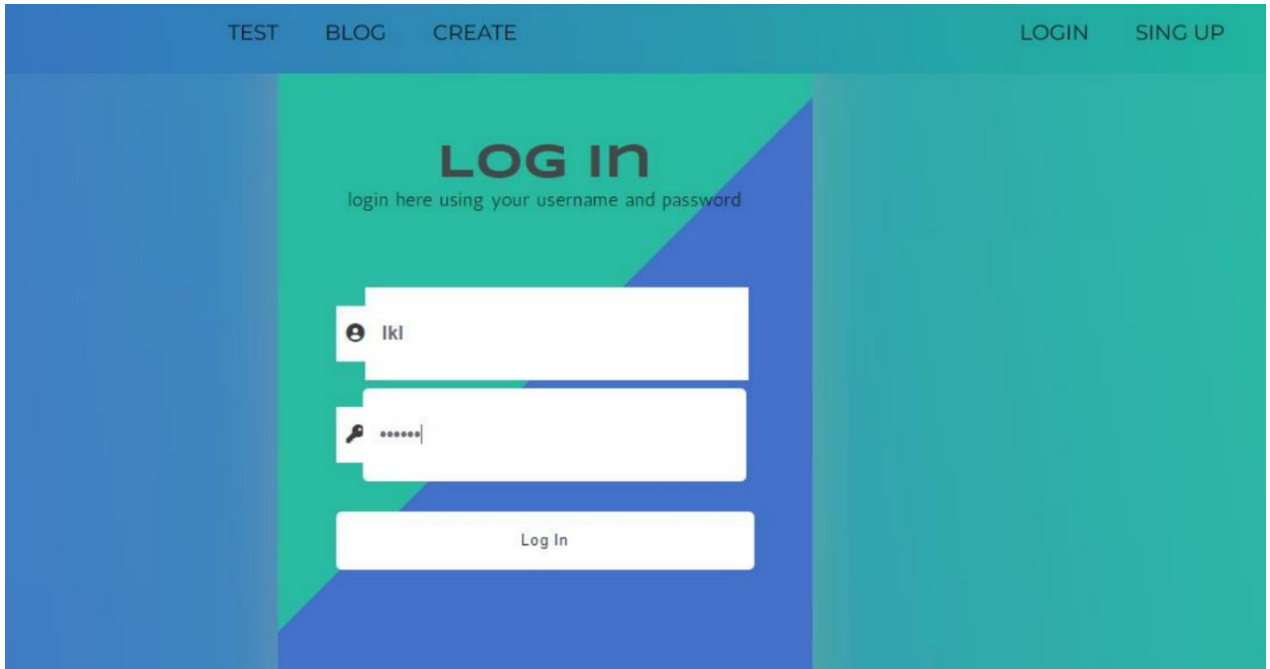 TEST BLOG CREATE LOGIN SING UP
LOG In
login here using your username and password
lkl
••••••
Log In